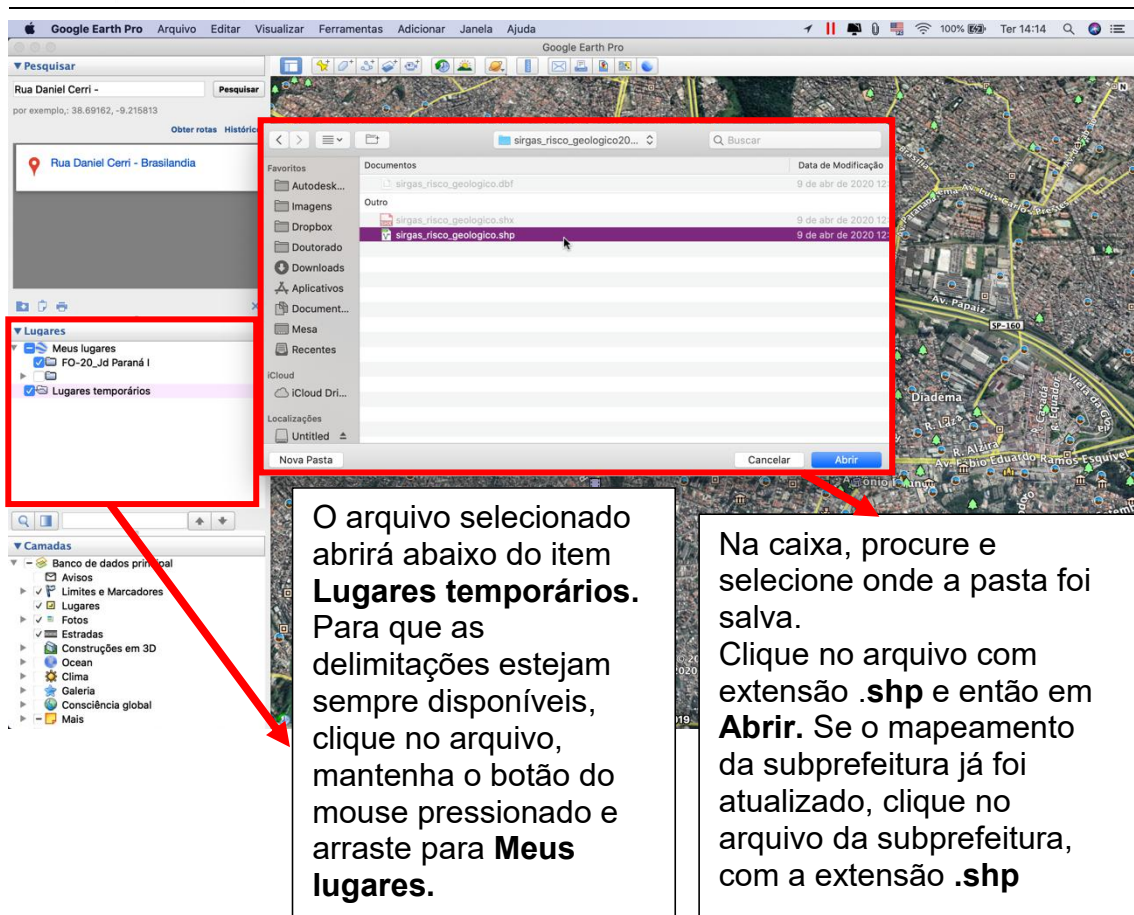 Google Earth Pro Arquivo Editar Visualizar Ferramentas Adicionar Janela Ajuda 100% Ter 14:14
Google Earth Pro
Pesquisar
Rua Daniel Cerri -
Pesquisar
por exemplo,: 38.69162, -9.215813
Obter rotas Histórico
Rua Daniel Cerri - Brasilandia
Lugares
Meus lugares
FO-20_Jd Paraná I
Lugares temporários
Camadas
Banco de dados principal
Avisos
Limites e Marcadores
Lugares
Fotos
Estradas
Construções em 3D
Ocean
Clima
Galeria
Consciência global
Mais
sirgas_risco_geologico20...
Buscar
Favoritos
Autodesk...
Imagens
Dropbox
Doutorado
Downloads
Aplicativos
Document...
Mesa
Recentes
iCloud
iCloud Dri...
Localizações
Untitled
Documentos
Data de Modificação
sirgas_risco_geologico.dbf
9 de abr de 2020 12:
Outro
sirgas_risco_geologico.shx
9 de abr de 2020 12:
sirgas_risco_geologico.shp
9 de abr de 2020 12:
Nova Pasta
Cancelar
Abrir
N
Av. Papaiz
SP-160
Diadema
R. Alzira
Av. Fábio Eduardo Ramos Esquivel
O arquivo selecionado
abrirá abaixo do item
Lugares temporários.
Para que as
delimitações estejam
sempre disponíveis,
clique no arquivo,
mantenha o botão do
mouse pressionado e
arraste para Meus
lugares.
Na caixa, procure e
selecione onde a pasta foi
salva.
Clique no arquivo com
extensão .shp e então em
Abrir. Se o mapeamento
da subprefeitura já foi
atualizado, clique no
arquivo da subprefeitura,
com a extensão .shp